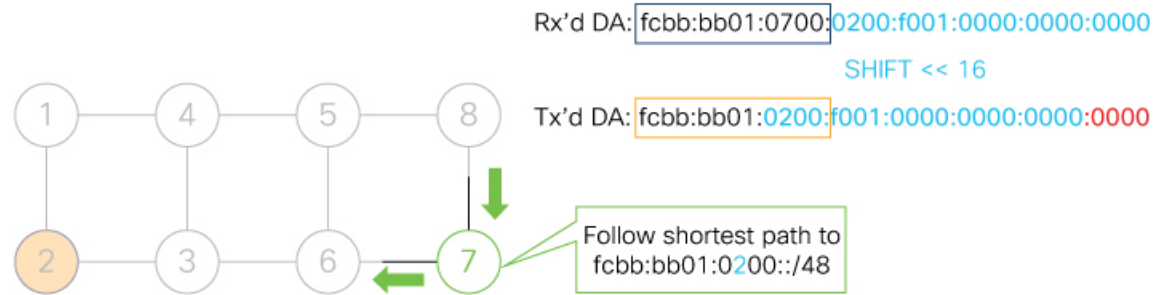 Rx'd DA: fcbb:bb01:0700:0200:f001:0000:0000:0000
SHIFT << 16
Tx'd DA: fcbb:bb01:0200:f001:0000:0000:0000:0000
1
4
5
8
2
3
6
7
Follow shortest path to
fcbb:bb01:0200::/48